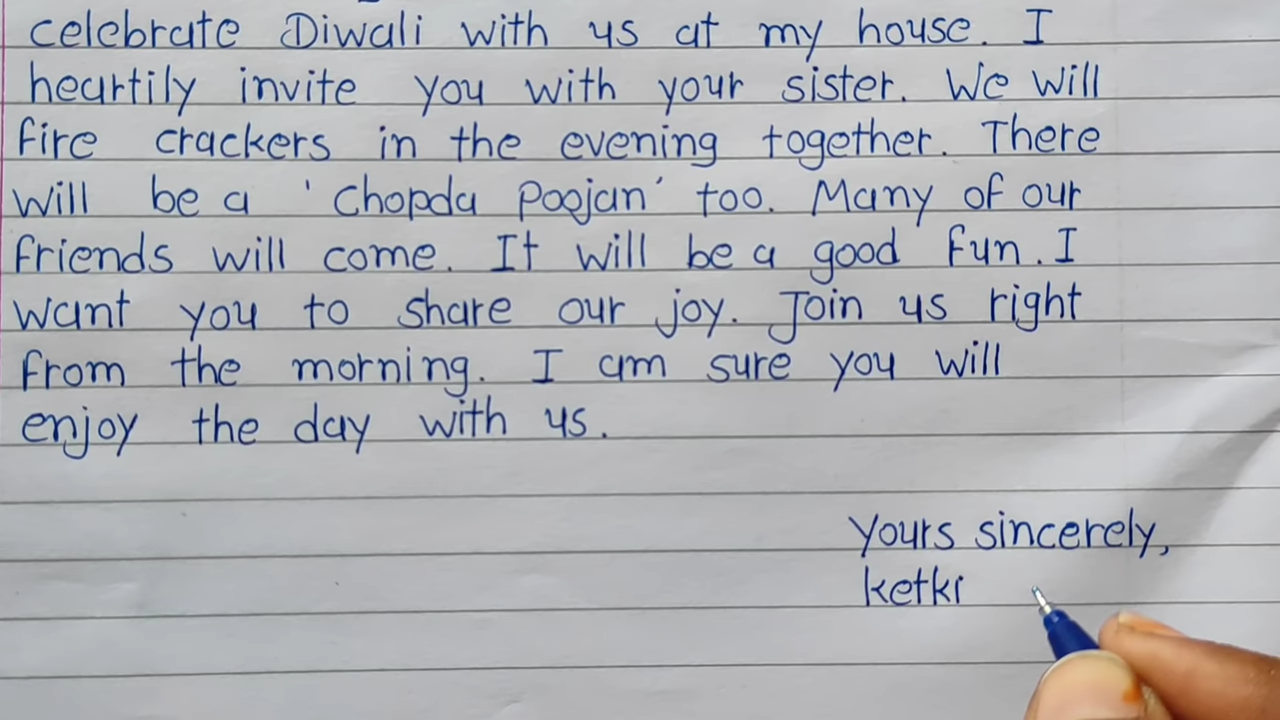 celebrate Diwali with us at my house. I
heartily invite you with your sister. We will
fire crackers in the evening together. There
will be a 'Chopda Poojan' too. Many of our
friends will come. It will be a good fun. I
want you to share our joy. Join us right
from the morning. I am sure you will
enjoy the day with us.
Yours sincerely,
Ketki